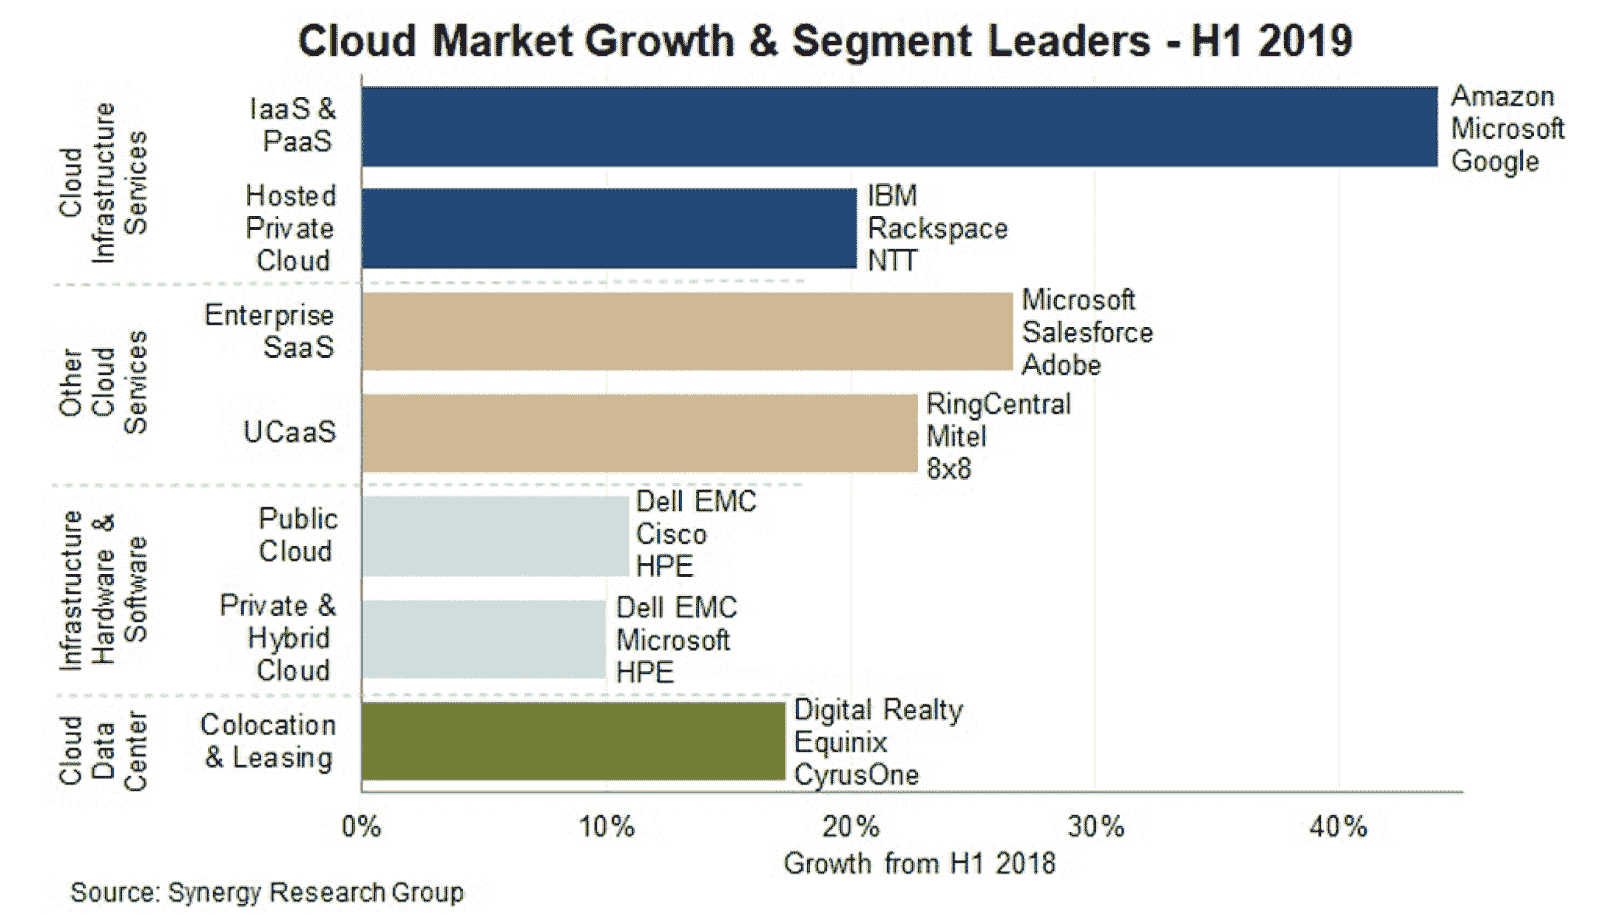 Cloud Market Growth & Segment Leaders - H1 2019
Cloud
Infrastructure
Services
IaaS &
PaaS
Amazon
Microsoft
Google
Hosted
Private
Cloud
IBM
Rackspace
NTT
Other
Cloud
Services
Enterprise
SaaS
Microsoft
Salesforce
Adobe
UCaaS
RingCentral
Mitel
8x8
Infrastructure
Hardware &
Software
Public
Cloud
Dell EMC
Cisco
HPE
Private &
Hybrid
Cloud
Dell EMC
Microsoft
HPE
Cloud
Data
Center
Colocation
& Leasing
Digital Realty
Equinix
CyrusOne
0% 10% 20% 30% 40%
Growth from H1 2018
Source: Synergy Research Group